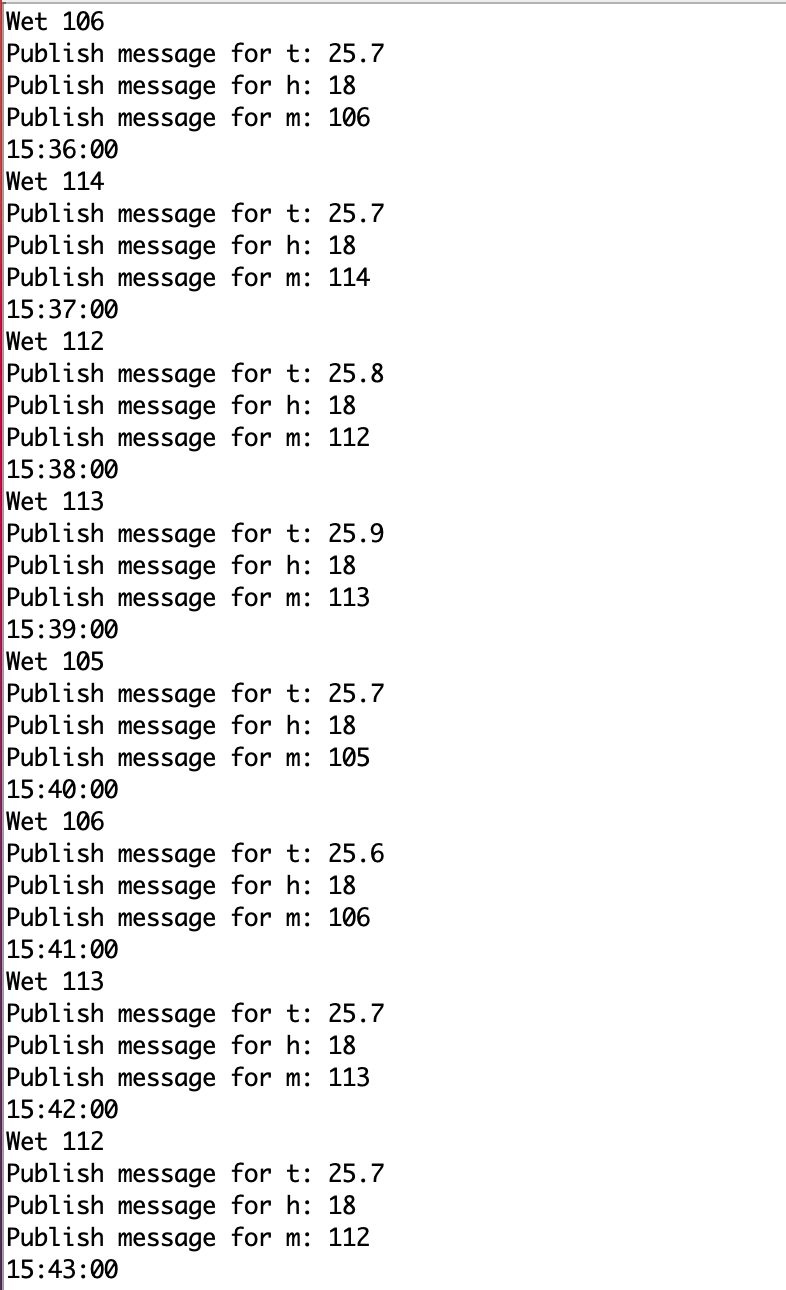 Wet 106
Publish message for t: 25.7
Publish message for h: 18
Publish message for m: 106
15:36:00
Wet 114
Publish message for t: 25.7
Publish message for h: 18
Publish message for m: 114
15:37:00
Wet 112
Publish message for t: 25.8
Publish message for h: 18
Publish message for m: 112
15:38:00
Wet 113
Publish message for t: 25.9
Publish message for h: 18
Publish message for m: 113
15:39:00
Wet 105
Publish message for t: 25.7
Publish message for h: 18
Publish message for m: 105
15:40:00
Wet 106
Publish message for t: 25.6
Publish message for h: 18
Publish message for m: 106
15:41:00
Wet 113
Publish message for t: 25.7
Publish message for h: 18
Publish message for m: 113
15:42:00
Wet 112
Publish message for t: 25.7
Publish message for h: 18
Publish message for m: 112
15:43:00